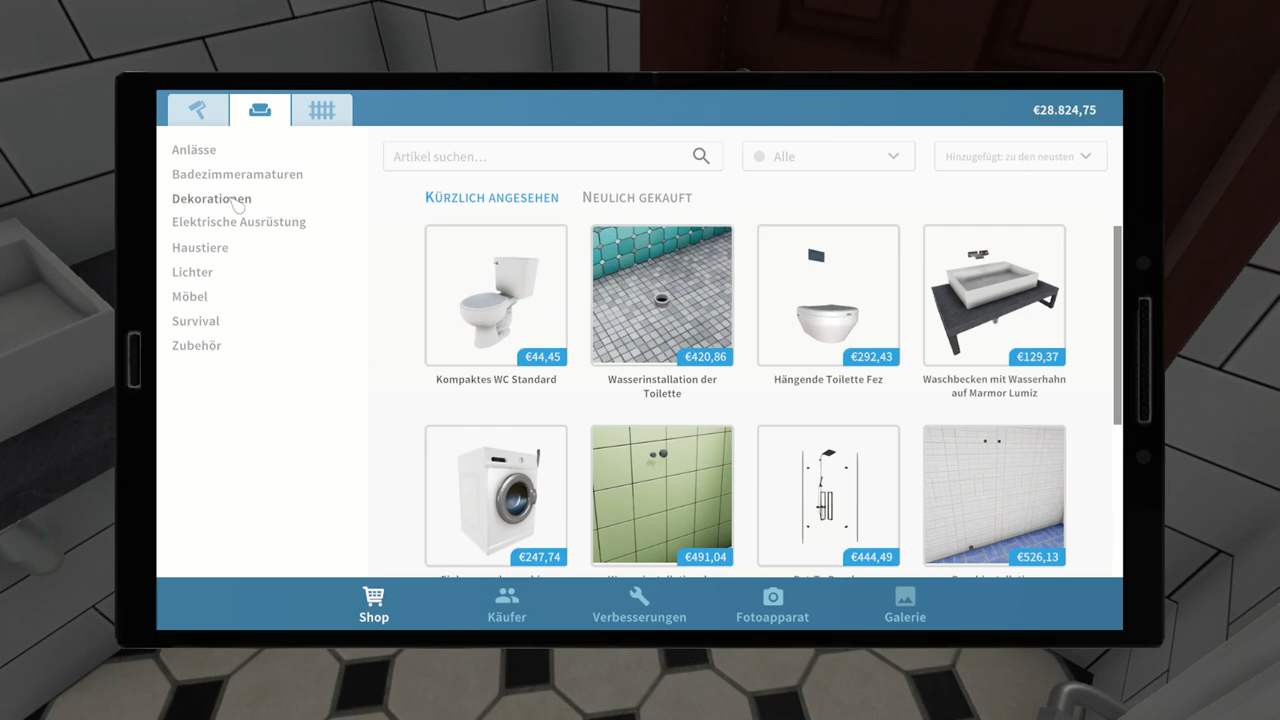 €28.824,75
Anlässe
Badezimmeramaturen
Dekorationen
Elektrische Ausrüstung
Haustiere
Lichter
Möbel
Survival
Zubehör
Artikel suchen...
Alle
Hinzugefügt: zu den neusten
KÜRZLICH ANGESEHEN
NEULICH GEKAUFT
€44,45
€420,86
€292,43
€129,37
Kompaktes WC Standard
Wasserinstallation der
Toilette
Hängende Toilette Fez
Waschbecken mit Wasserhahn
auf Marmor Lumiz
€247,74
€491,04
€444,49
€526,13
Shop
Käufer
Verbesserungen
Fotoapparat
Galerie